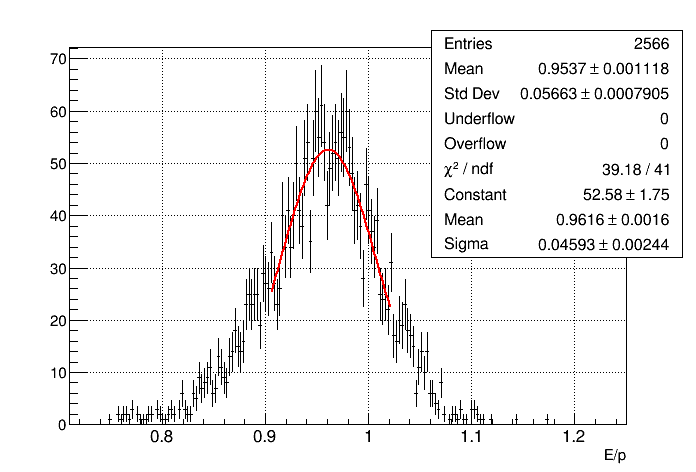 Entries 2566
Mean 0.9537 ± 0.001118
Std Dev 0.05663 ± 0.0007905
Underflow 0
Overflow 0
χ² / ndf 39.18 / 41
Constant 52.58 ± 1.75
Mean 0.9616 ± 0.0016
Sigma 0.04593 ± 0.00244
70
60
50
40
30
20
10
0
0.8 0.9 1 1.1 1.2
E/p